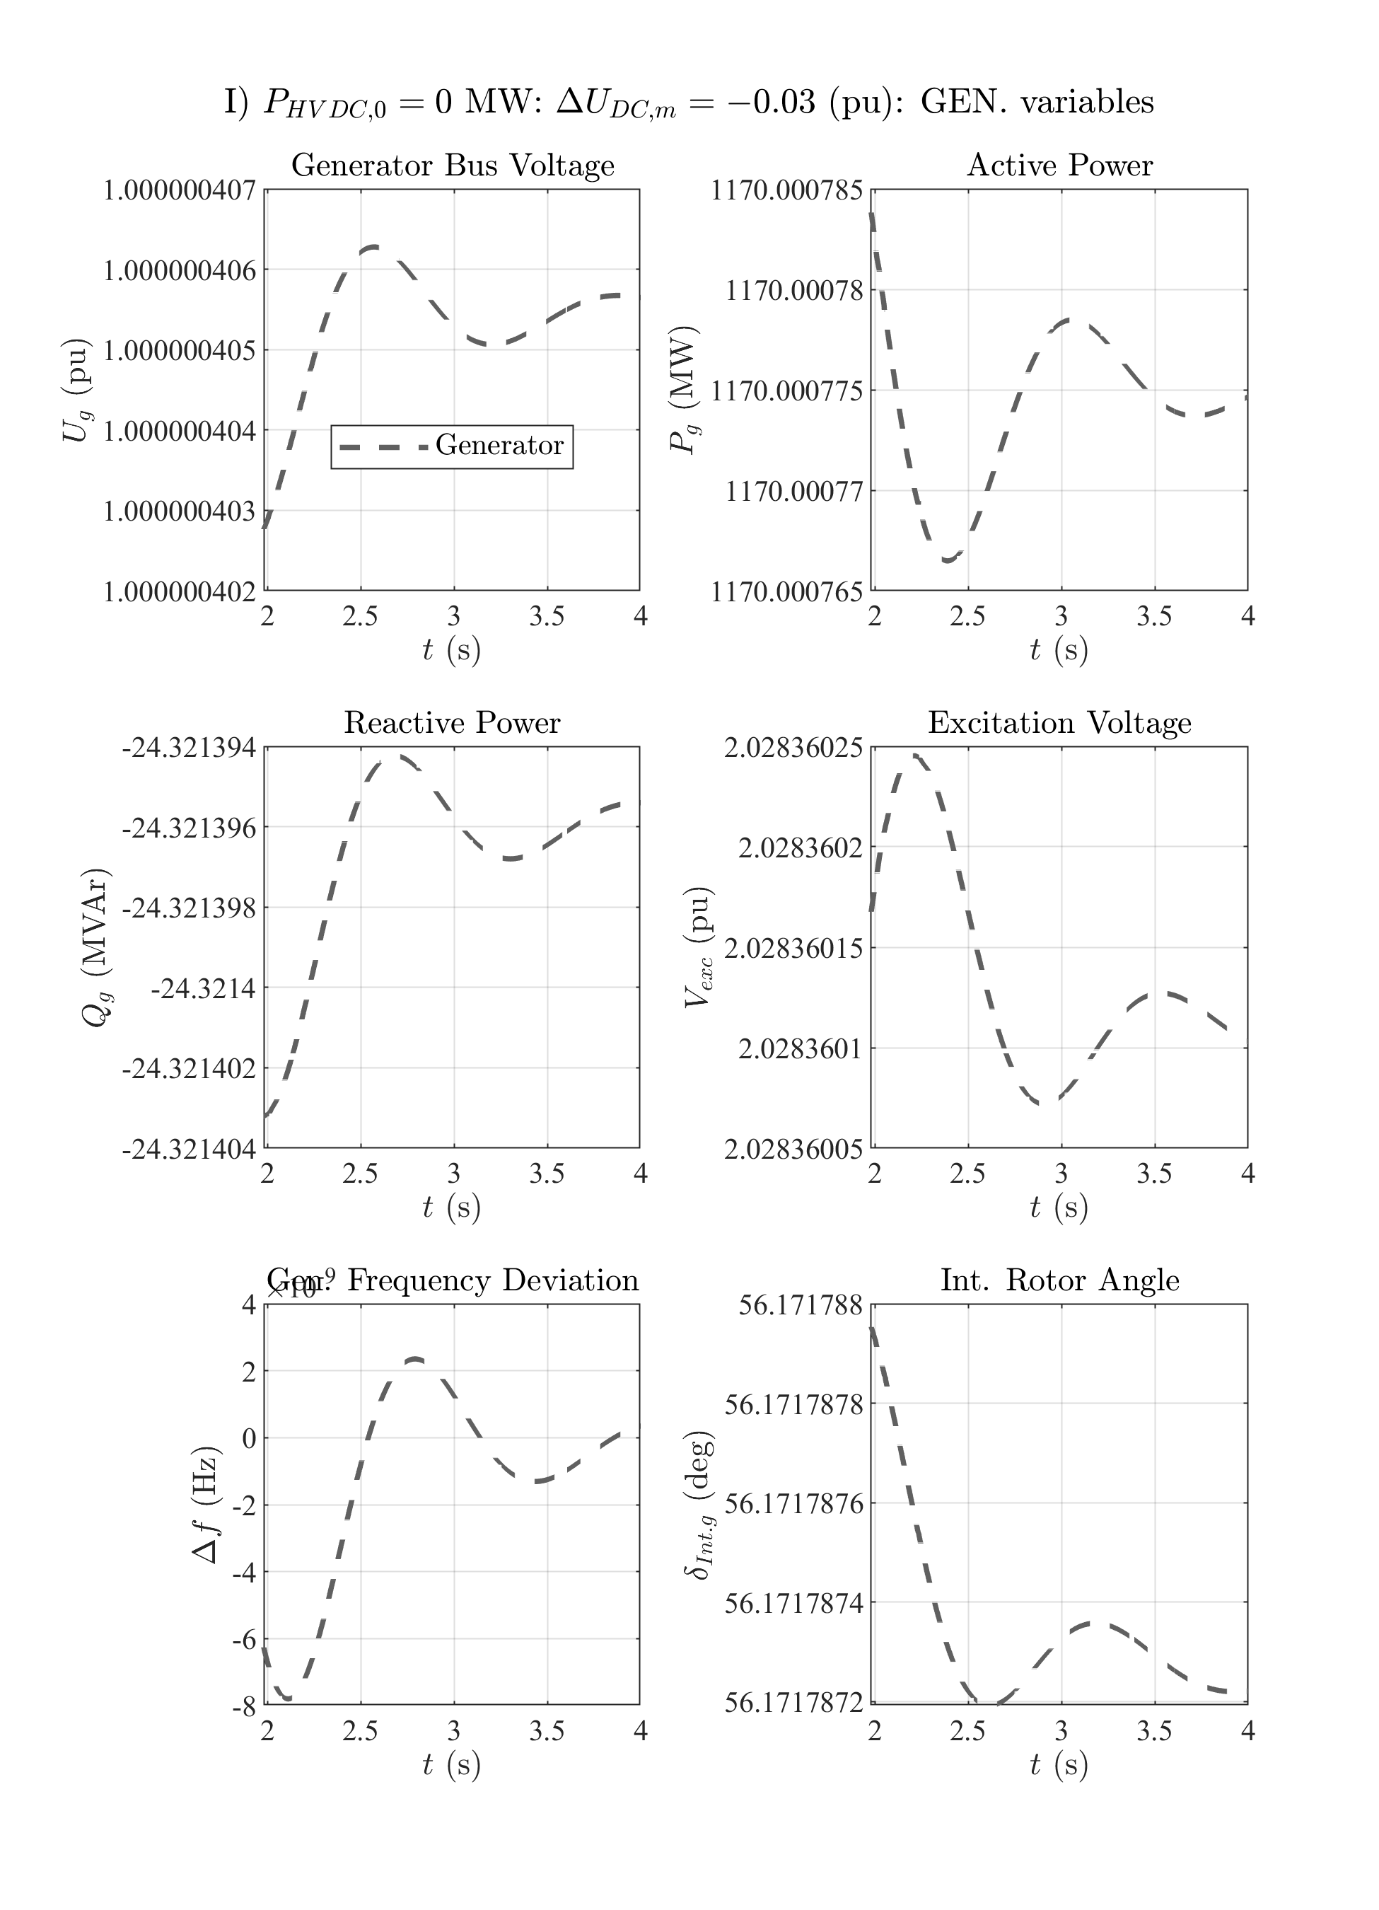 I) P_{HVDC,0} = 0 MW: ΔU_{DC,m} = −0.03 (pu): GEN. variables
Generator Bus Voltage
1.000000407
1.000000406
1.000000405
1.000000404
1.000000403
1.000000402
U_g (pu)
Generator
2 2.5 3 3.5 4
t (s)
Active Power
1170.000785
1170.00078
1170.000775
1170.00077
1170.000765
P_g (MW)
2 2.5 3 3.5 4
t (s)
Reactive Power
-24.321394
-24.321396
-24.321398
-24.3214
-24.321402
-24.321404
Q_g (MVAr)
2 2.5 3 3.5 4
t (s)
Excitation Voltage
2.02836025
2.0283602
2.02836015
2.0283601
2.02836005
V_{exc} (pu)
2 2.5 3 3.5 4
t (s)
Gen. Frequency Deviation
4
2
0
-2
-4
-6
-8
Δf (Hz)
2 2.5 3 3.5 4
t (s)
Int. Rotor Angle
56.171788
56.1717878
56.1717876
56.1717874
56.1717872
δ_{Int.g} (deg)
2 2.5 3 3.5 4
t (s)